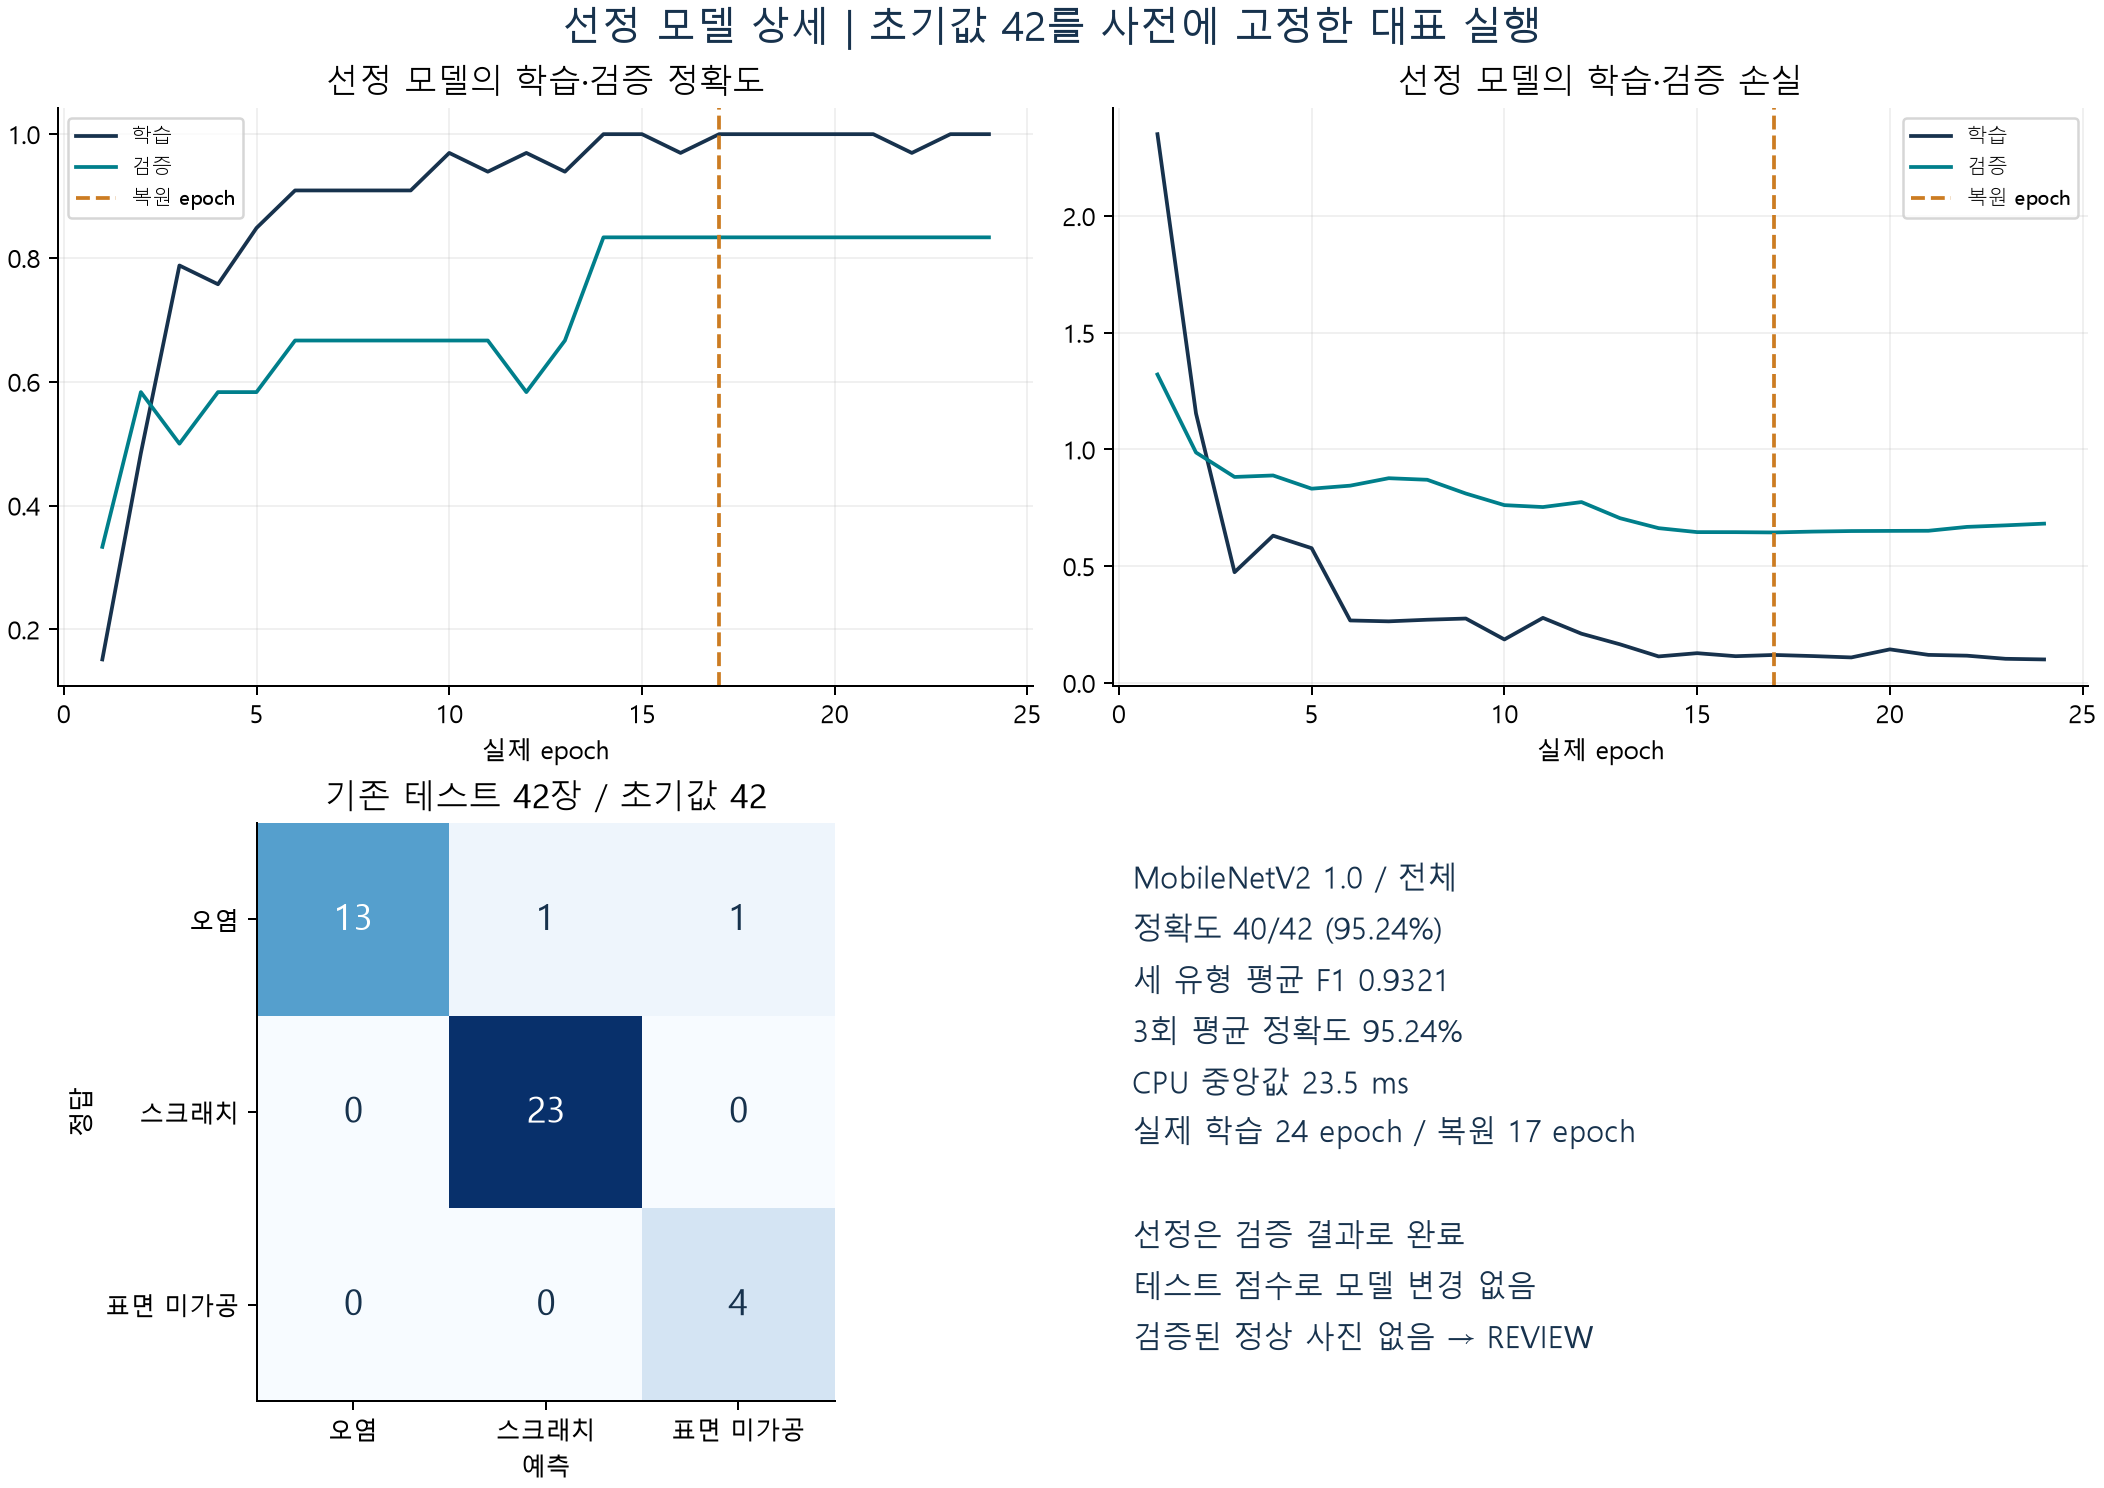 선정 모델 상세 | 초기값 42를 사전에 고정한 대표 실행
선정 모델의 학습·검증 정확도
1.0
0.8
0.6
0.4
0.2
학습
검증
복원 epoch
0 5 10 15 20 25
실제 epoch
선정 모델의 학습·검증 손실
2.0
1.5
1.0
0.5
0.0
학습
검증
복원 epoch
0 5 10 15 20 25
실제 epoch
기존 테스트 42장 / 초기값 42
정답
오염 13 1 1
스크래치 0 23 0
표면 미가공 0 0 4
오염 스크래치 표면 미가공
예측
MobileNetV2 1.0 / 전체
정확도 40/42 (95.24%)
세 유형 평균 F1 0.9321
3회 평균 정확도 95.24%
CPU 중앙값 23.5 ms
실제 학습 24 epoch / 복원 17 epoch
선정은 검증 결과로 완료
테스트 점수로 모델 변경 없음
검증된 정상 사진 없음 → REVIEW